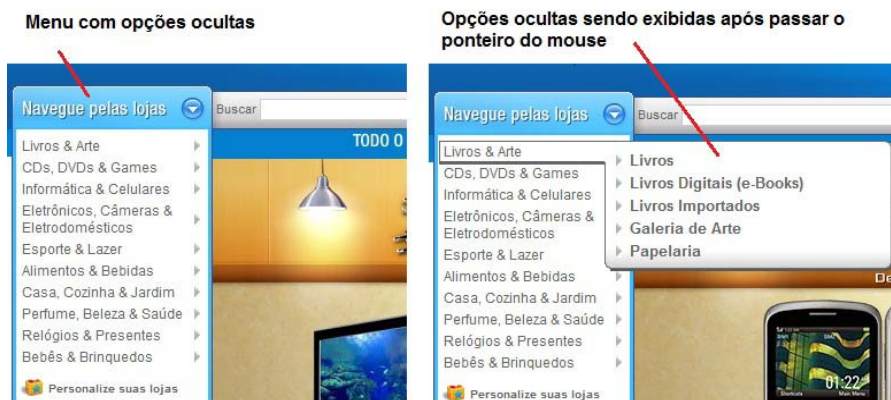 Menu com opções ocultas
Navegue pelas lojas
Buscar
TODO O
Livros & Arte
CDs, DVDs & Games
Informática & Celulares
Eletrônicos, Câmeras &
Eletrodomésticos
Esporte & Lazer
Alimentos & Bebidas
Casa, Cozinha & Jardim
Perfume, Beleza & Saúde
Relógios & Presentes
Bebês & Brinquedos
Personalize suas lojas
Opções ocultas sendo exibidas após passar o
ponteiro do mouse
Navegue pelas lojas
Buscar
Livros & Arte
CDs, DVDs & Games
Informática & Celulares
Eletrônicos, Câmeras &
Eletrodomésticos
Esporte & Lazer
Alimentos & Bebidas
Casa, Cozinha & Jardim
Perfume, Beleza & Saúde
Relógios & Presentes
Bebês & Brinquedos
Personalize suas lojas
Livros
Livros Digitais (e-Books)
Livros Importados
Galeria de Arte
Papelaria
De
01:22
Shortcuts
Main Menu